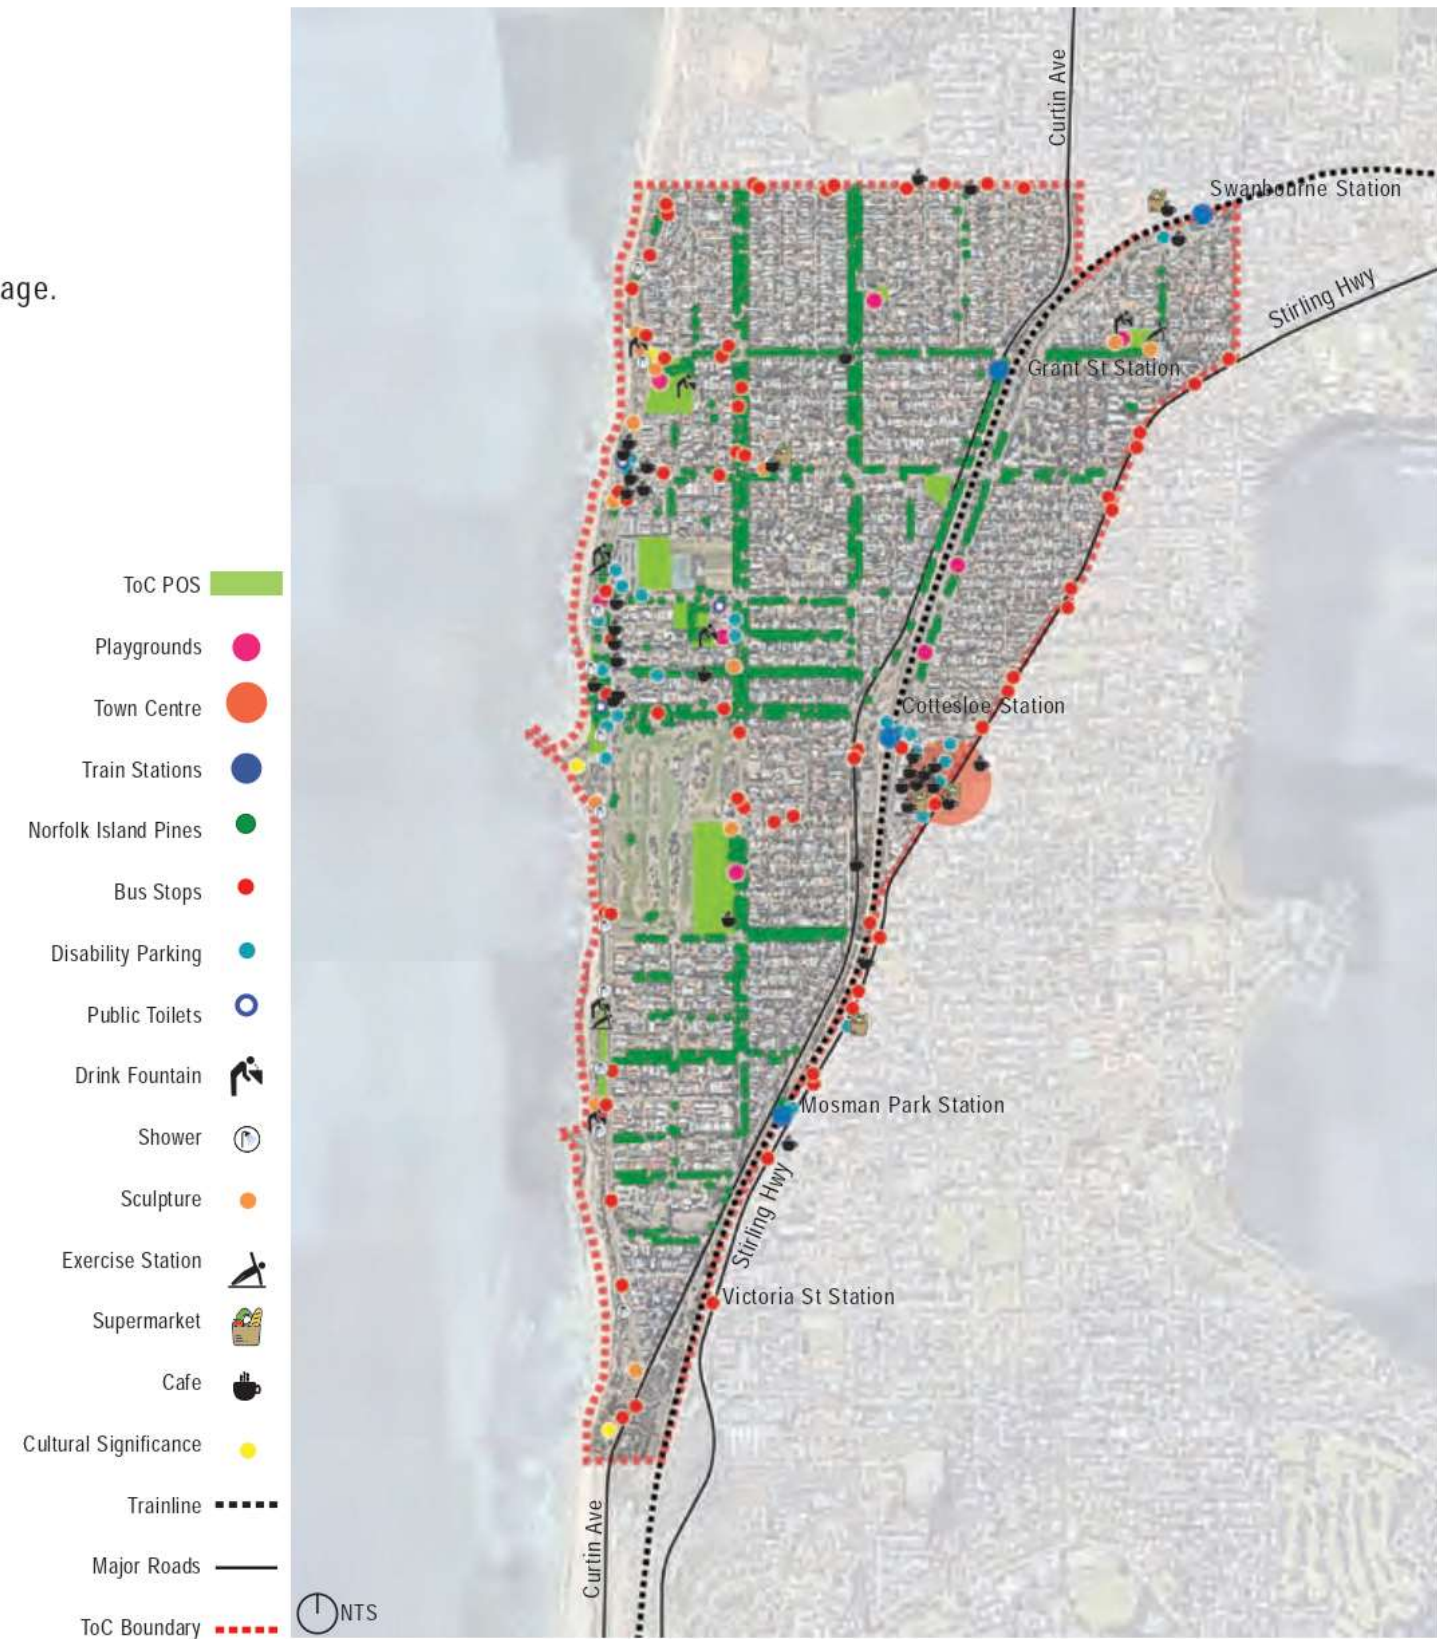 age.
ToC POS
Playgrounds
Town Centre
Train Stations
Norfolk Island Pines
Bus Stops
Disability Parking
Public Toilets
Drink Fountain
Shower
Sculpture
Exercise Station
Supermarket
Cafe
Cultural Significance
Trainline
Major Roads
ToC Boundary
Curtin Ave
Swanbourne Station
Stirling Hwy
Grant St Station
Cottesloe Station
Mosman Park Station
Stirling Hwy
Victoria St Station
Curtin Ave
NTS